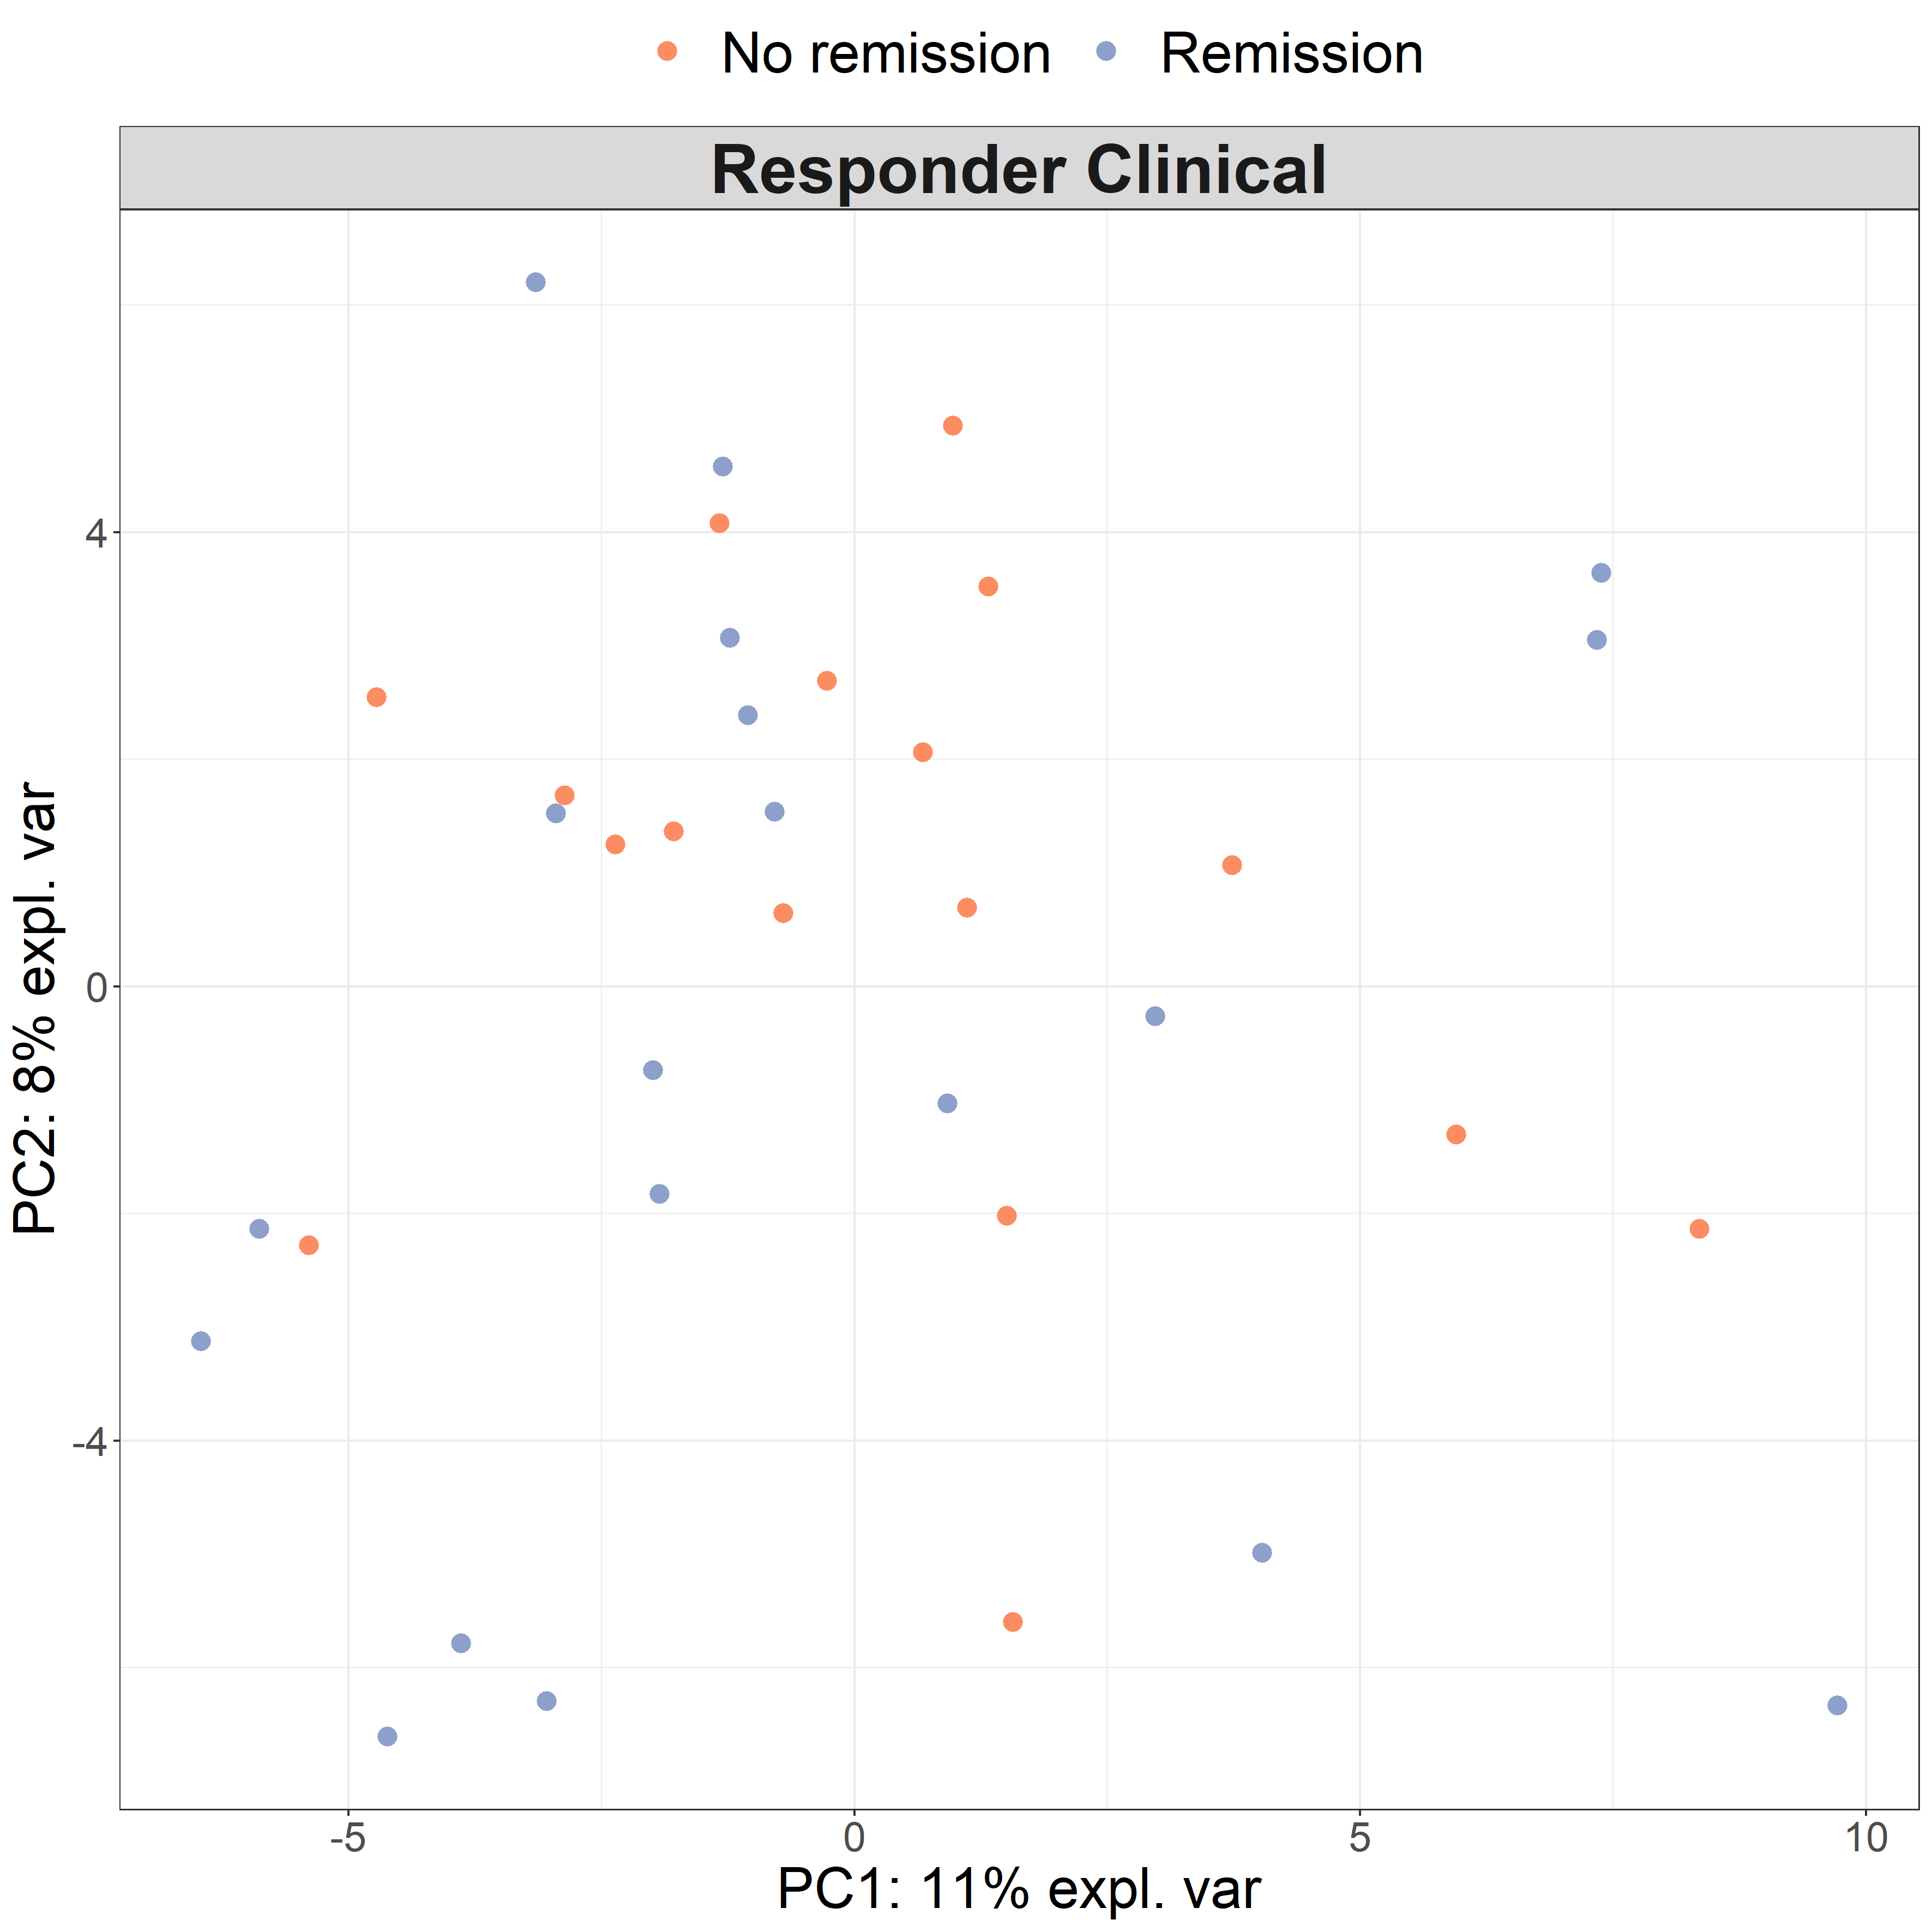 No remission Remission
Responder Clinical
PC2: 8% expl. var
4
0
-4
-5 0 5 10
PC1: 11% expl. var